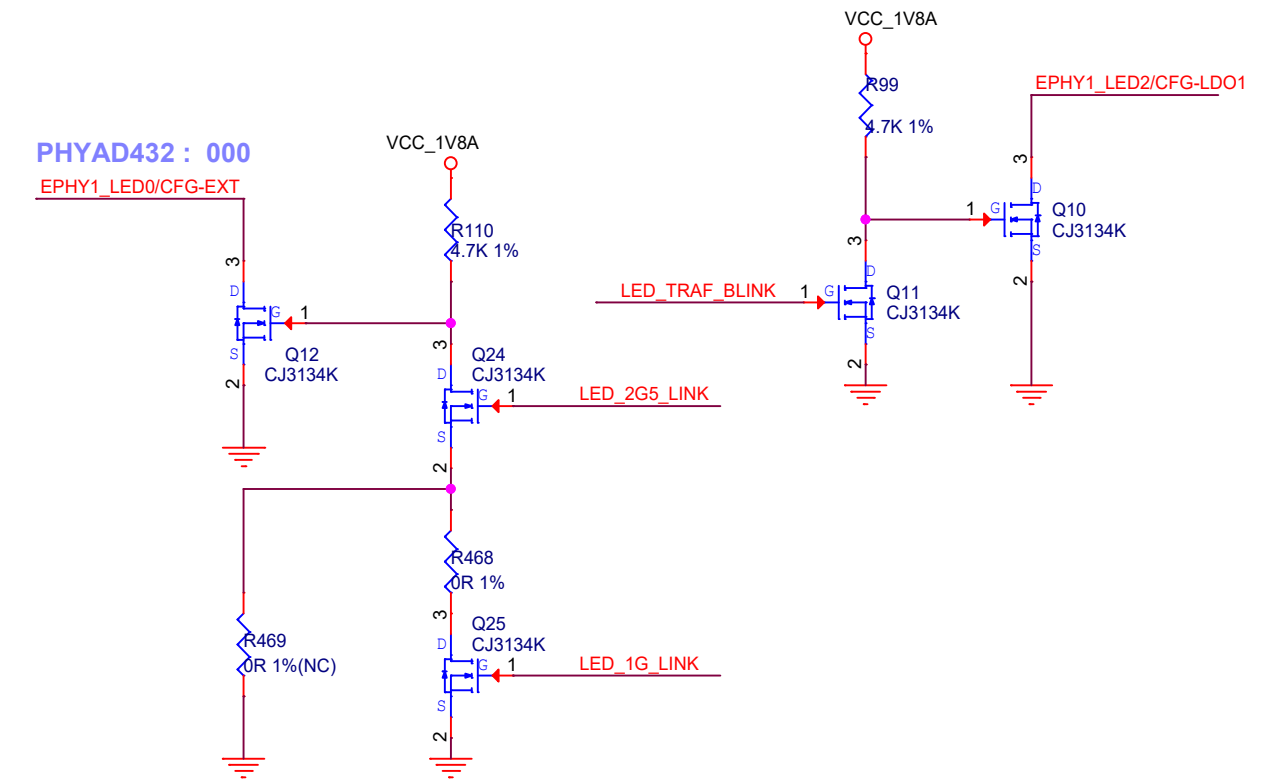 VCC_1V8A
R99
4.7K 1%
EPHY1_LED2/CFG-LDO1
3
D
1
G
Q10
CJ3134K
S
2
3
D
LED_TRAF_BLINK
1
G
Q11
CJ3134K
S
2
PHYAD432 : 000
EPHY1_LED0/CFG-EXT
VCC_1V8A
R110
4.7K 1%
3
D
G
1
Q12
CJ3134K
S
2
3
Q24
CJ3134K
D
G
1
LED_2G5_LINK
S
2
R468
0R 1%
R469
0R 1%(NC)
3
Q25
CJ3134K
D
G
1
LED_1G_LINK
S
2